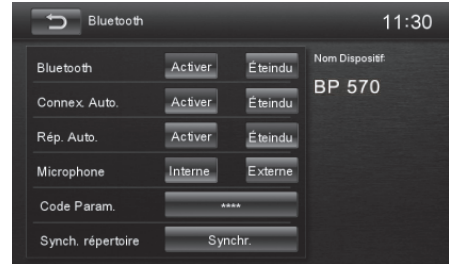 Bluetooth 11:30
Bluetooth Activer Éteindu
Nom Dispositif:
BP 570
Connex. Auto. Activer Éteindu
Rép. Auto. Activer Éteindu
Microphone Interne Externe
Code Param. ****
Synch. répertoire Synchr.